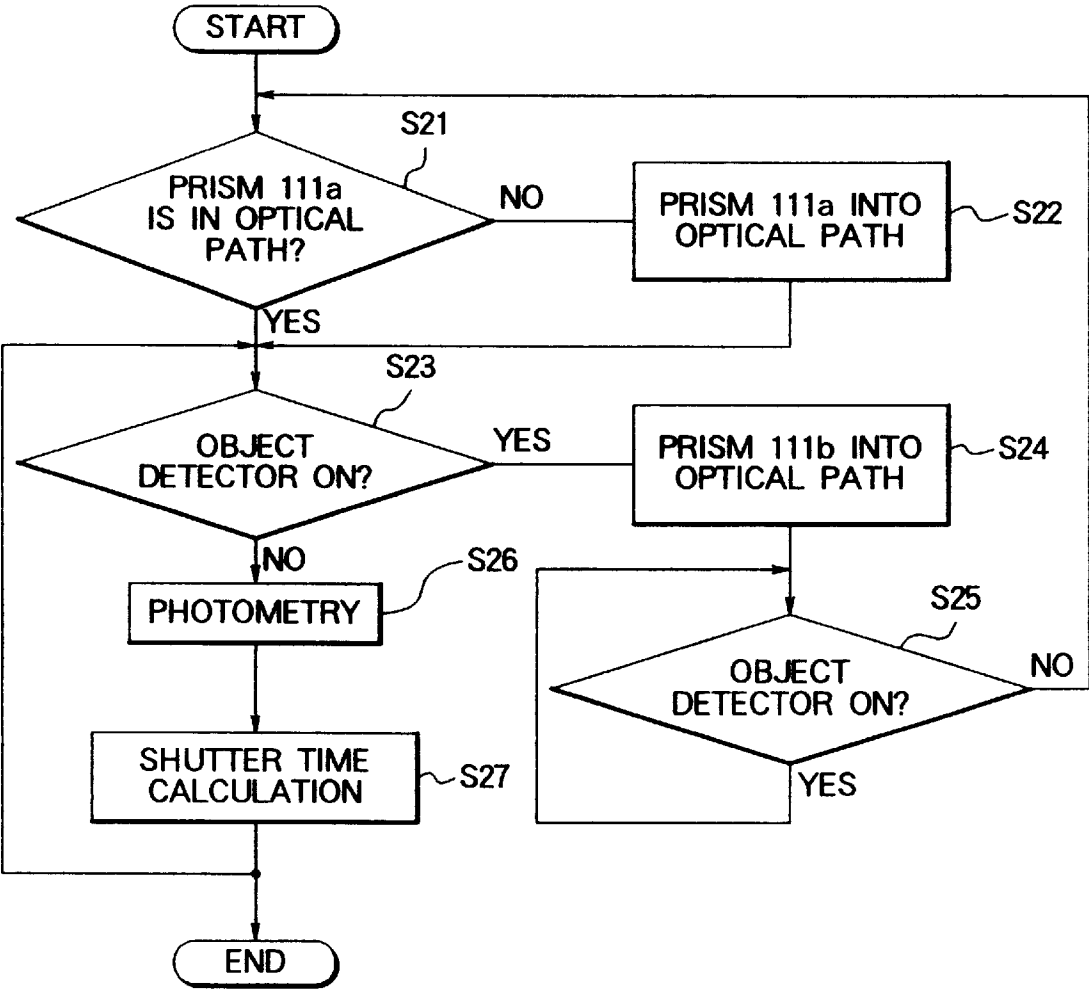 START
S21
PRISM 111a
IS IN OPTICAL
PATH?
NO
PRISM 111a INTO
OPTICAL PATH
S22
YES
S23
OBJECT
DETECTOR ON?
YES
PRISM 111b INTO
OPTICAL PATH
S24
NO
S26
PHOTOMETRY
S25
OBJECT
DETECTOR ON?
NO
YES
SHUTTER TIME
CALCULATION
S27
END